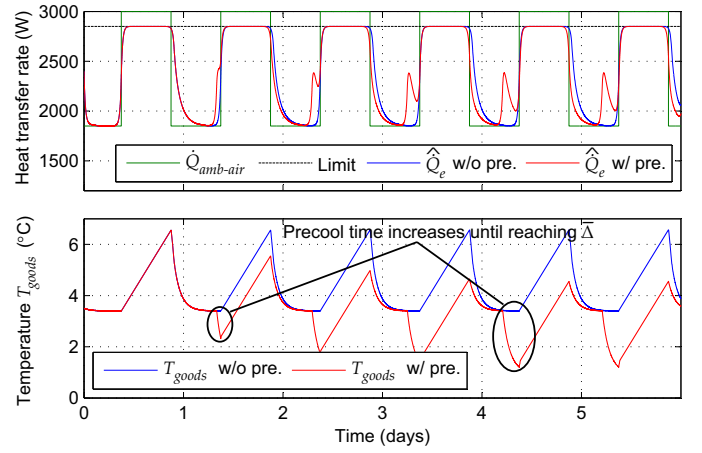 3000
2500
2000
1500
Heat transfer rate (W)
Q̇amb-air Limit Q̂̇e w/o pre. Q̂̇e w/ pre.
6
4
2
0
Temperature Tgoods (°C)
Precool time increases until reaching Δ̅
Tgoods w/o pre. Tgoods w/ pre.
0 1 2 3 4 5
Time (days)